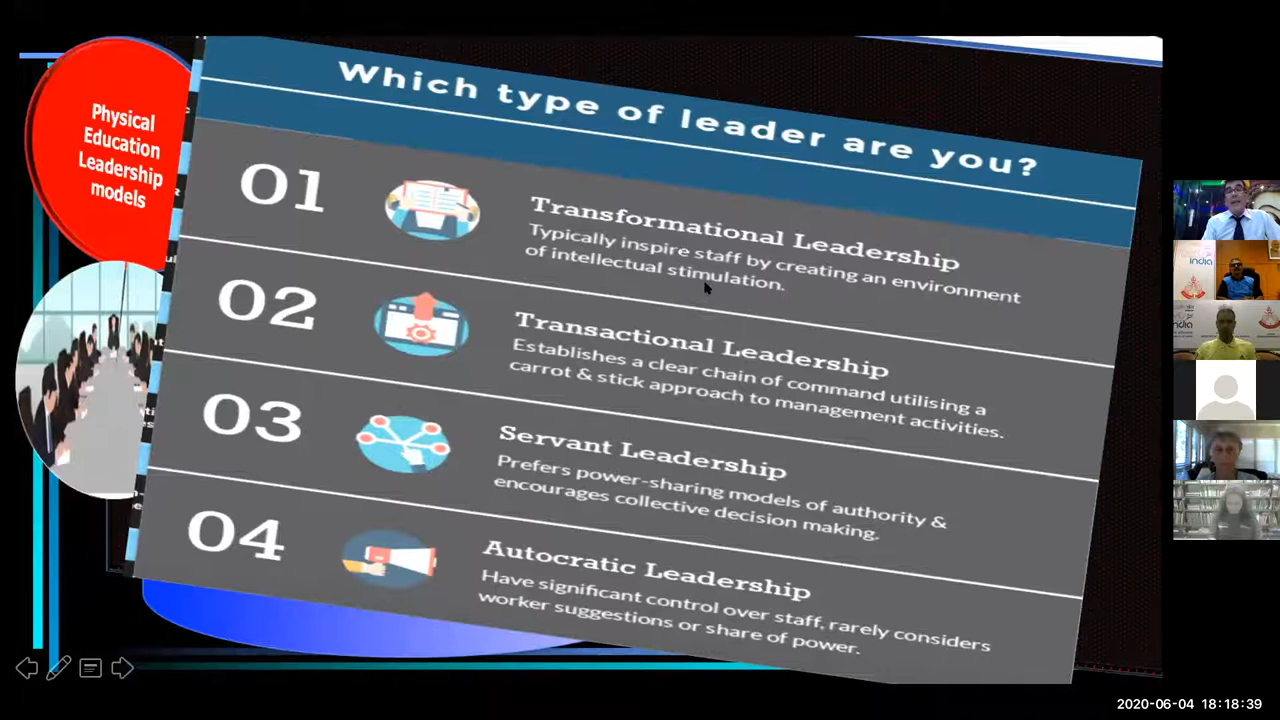 Physical
Education
Leadership
models
Which type of leader are you?
01
Transformational Leadership
Typically inspire staff by creating an environment
of intellectual stimulation.
02
Transactional Leadership
Establishes a clear chain of command utilising a
carrot & stick approach to management activities.
03
Servant Leadership
Prefers power-sharing models of authority &
encourages collective decision making.
04
Autocratic Leadership
Have significant control over staff, rarely considers
worker suggestions or share of power.
india
2020-06-04 18:18:39